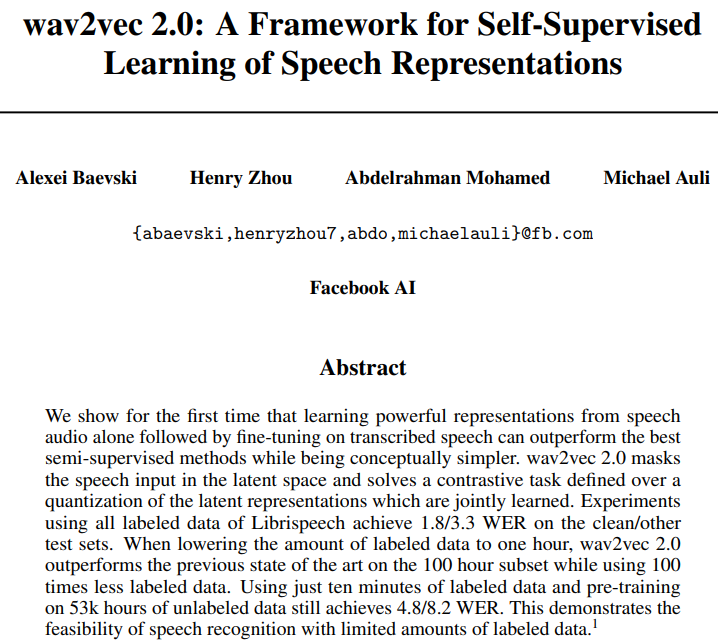 wav2vec 2.0: A Framework for Self-Supervised
Learning of Speech Representations
Alexei Baevski Henry Zhou Abdelrahman Mohamed Michael Auli
{abaevski,henryzhou7,abdo,michaelauli}@fb.com
Facebook AI
Abstract
We show for the first time that learning powerful representations from speech
audio alone followed by fine-tuning on transcribed speech can outperform the best
semi-supervised methods while being conceptually simpler. wav2vec 2.0 masks
the speech input in the latent space and solves a contrastive task defined over a
quantization of the latent representations which are jointly learned. Experiments
using all labeled data of Librispeech achieve 1.8/3.3 WER on the clean/other
test sets. When lowering the amount of labeled data to one hour, wav2vec 2.0
outperforms the previous state of the art on the 100 hour subset while using 100
times less labeled data. Using just ten minutes of labeled data and pre-training
on 53k hours of unlabeled data still achieves 4.8/8.2 WER. This demonstrates the
feasibility of speech recognition with limited amounts of labeled data.1